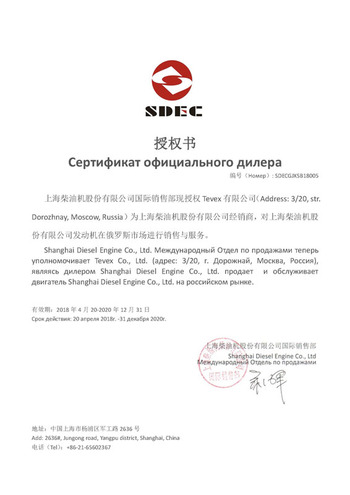 SDEC
授权书
Сертификат официального дилера
编号（Номер）: SDECGJXSB18005
上海柴油机股份有限公司国际销售部现授权 Tevex 有限公司（Address: 3/20, str.
Dorozhnay, Moscow, Russia）为上海柴油机股份有限公司经销商，对上海柴油机股
份有限公司发动机在俄罗斯市场进行销售与服务。
Shanghai Diesel Engine Co., Ltd. Международный Отдел по продажами теперь
уполномочивает Tevex Co., Ltd. (адрес: 3/20, г. Дорожнай, Москва, Россия),
являясь дилером Shanghai Diesel Engine Co., Ltd. продает и обслуживает
двигатель Shanghai Diesel Engine Co., Ltd. на российском рынке.
有效期：2018 年 4 月 20-2020 年 12 月 31 日
Срок действия: 20 апреля 2018г. -31 декабря 2020г.
上海柴油机股份有限公司国际销售部
Shanghai Diesel Engine Co., Ltd
Международный Отдель по продажами
地址：中国上海市杨浦区军工路 2636 号
Add: 2636#, Jungong road, Yangpu district, Shanghai, China
电话（Tel）: +86-21-65602367